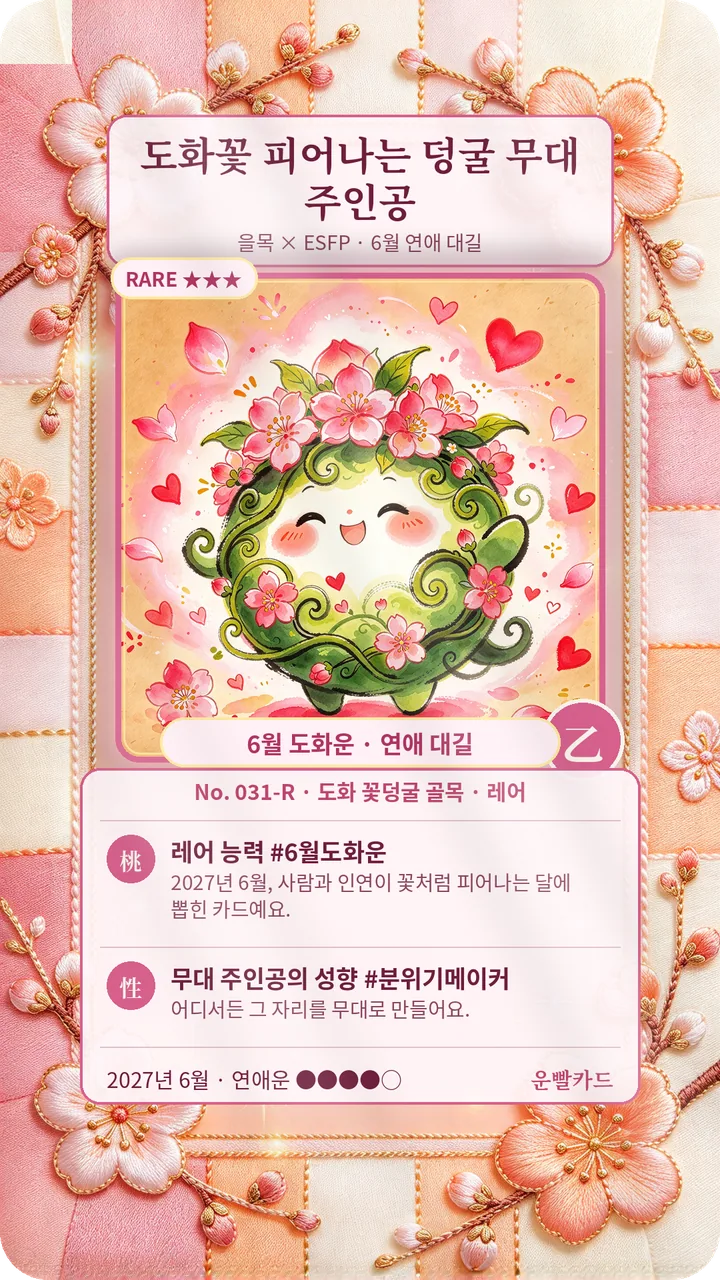 도화꽃 피어나는 덩굴 무대
주인공
을목 × ESFP · 6월 연애 대길
RARE ★★★
6월 도화운 · 연애 대길
乙
No. 031-R · 도화 꽃덩굴 골목 · 레어
桃
레어 능력 #6월도화운
2027년 6월, 사람과 인연이 꽃처럼 피어나는 달에
뽑힌 카드예요.
性
무대 주인공의 성향 #분위기메이커
어디서든 그 자리를 무대로 만들어요.
2027년 6월 · 연애운 ●●●●○
운빨카드